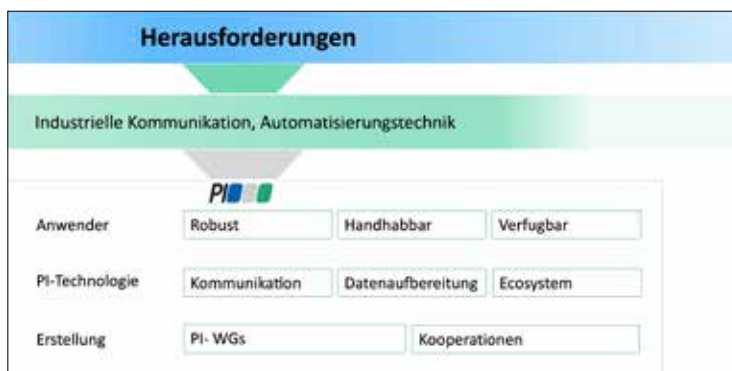 Herausforderungen
Industrielle Kommunikation, Automatisierungstechnik
PI
Anwender Robust Handhabbar Verfugbar
PI-Technologie Kommunikation Datenaufbereitung Ecosystem
Erstellung PI- WGs Kooperationen